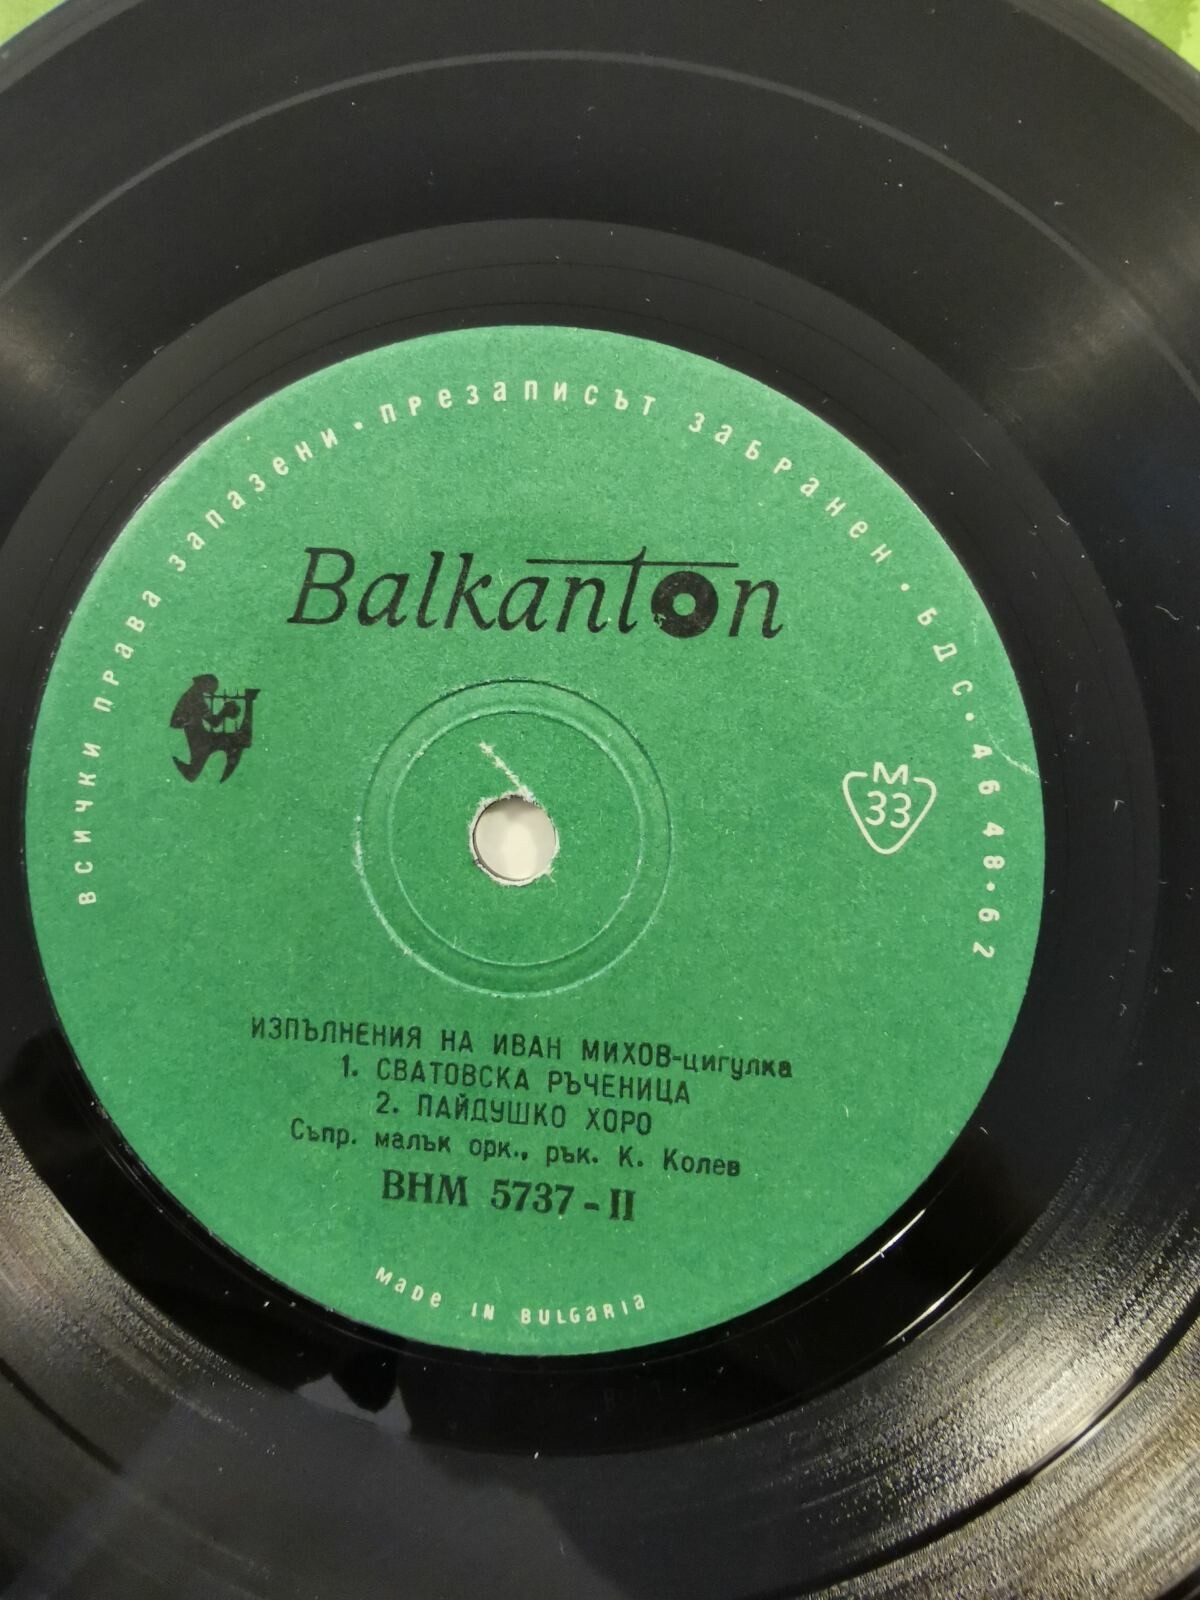 ВСИЧКИ ПРАВА ЗАПАЗЕНИ • ПРЕЗАПИСЪТ ЗАБРАНЕН • БДС • 4648 • 62
Balkanton
М
33
ИЗПЪЛНЕНИЯ НА ИВАН МИХОВ-цигулка
1. СВАТОВСКА РЪЧЕНИЦА
2. ПАЙДУШКО ХОРО
Съпр. малък орк., рък. К. Колев
ВНМ 5737 - II
MADE IN BULGARIA